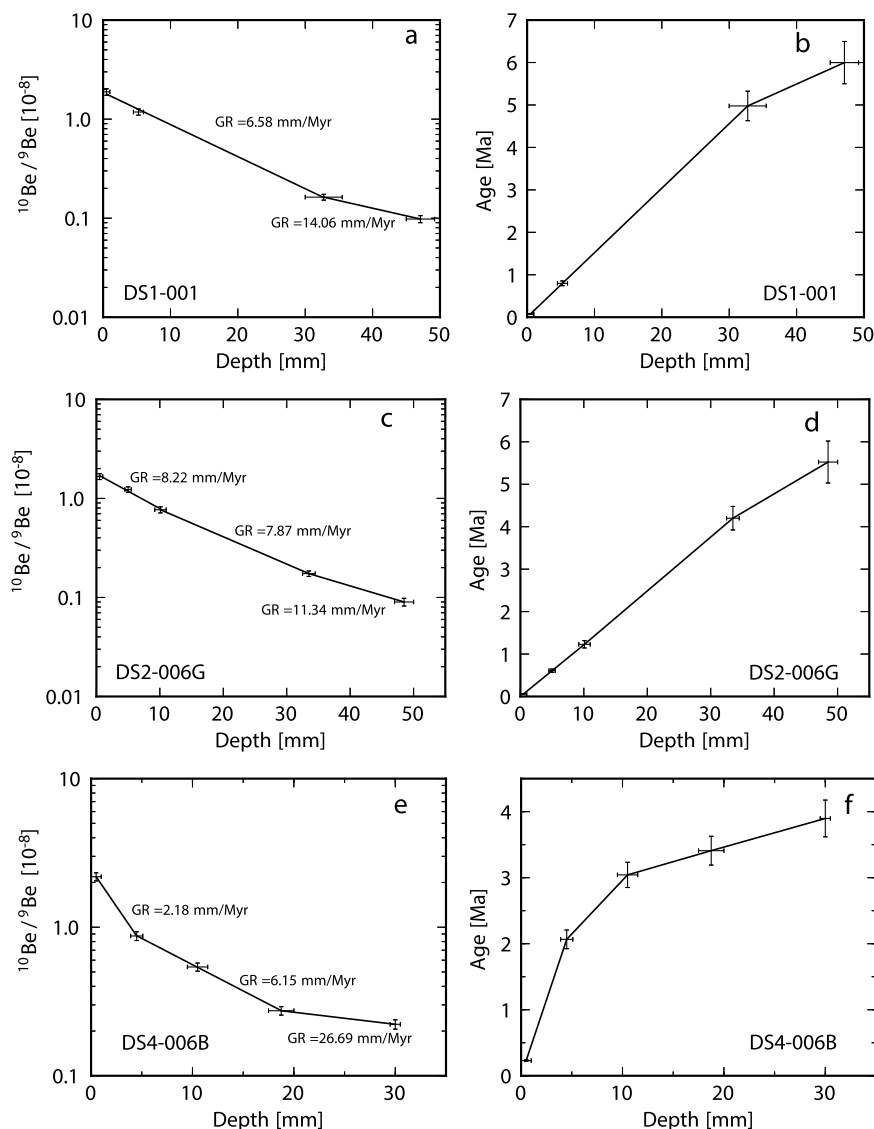 a
10Be / 9Be [10-8]
10
1.0
0.1
0.01
GR =6.58 mm/Myr
GR =14.06 mm/Myr
DS1-001
0 10 20 30 40 50
Depth [mm]
b
Age [Ma]
6
5
4
3
2
1
0
DS1-001
0 10 20 30 40 50
Depth [mm]
c
10Be / 9Be [10-8]
10
1.0
0.1
0.01
GR =8.22 mm/Myr
GR =7.87 mm/Myr
GR =11.34 mm/Myr
DS2-006G
0 10 20 30 40 50
Depth [mm]
d
Age [Ma]
7
6
5
4
3
2
1
0
DS2-006G
0 10 20 30 40 50
Depth [mm]
e
10Be / 9Be [10-8]
10
1.0
0.1
GR =2.18 mm/Myr
GR =6.15 mm/Myr
GR =26.69 mm/Myr
DS4-006B
0 10 20 30
Depth [mm]
f
Age [Ma]
4
3
2
1
0
DS4-006B
0 10 20 30
Depth [mm]